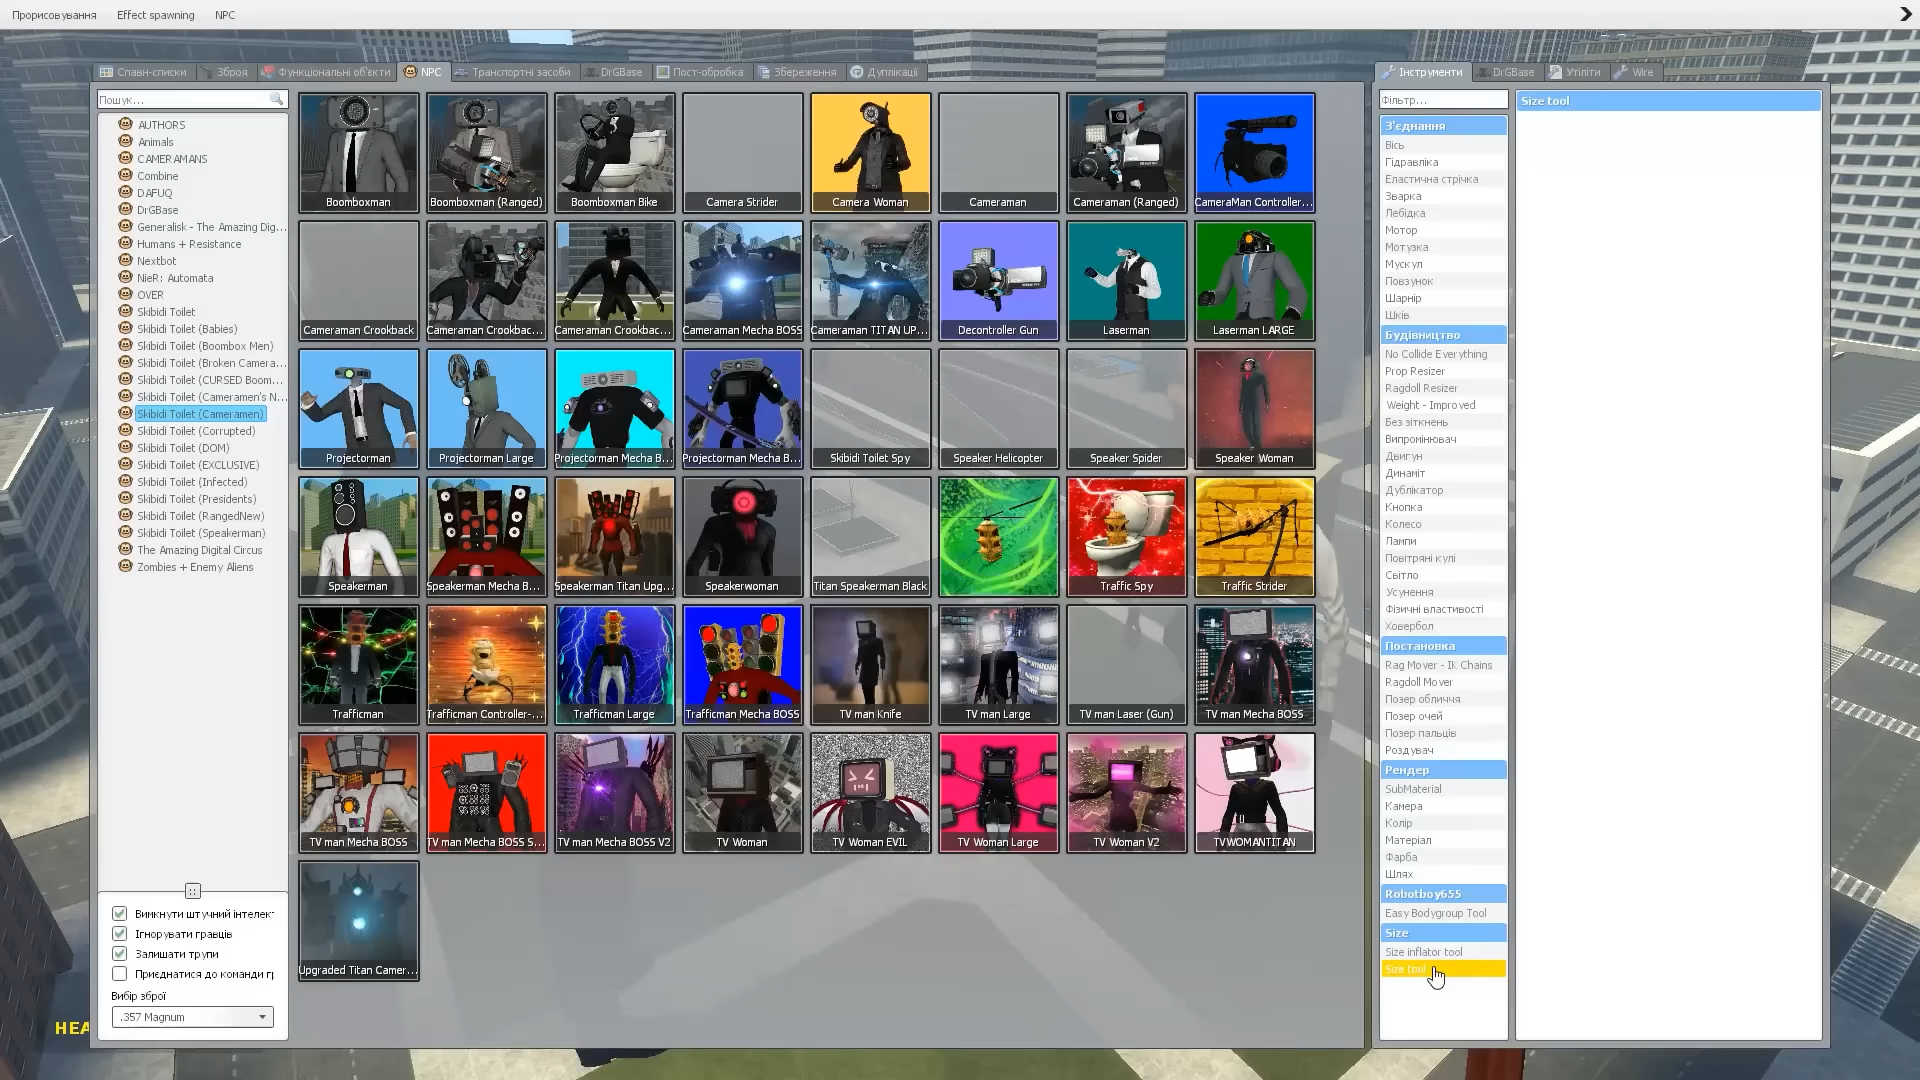 Прорисовування Effect spawning NPC
Спавн-списки Зброя Функціональні об'єкти NPC Транспортні засоби DrGBase Пост-обробка Збереження Дуплікації
Інструменти DrGBase Утіліти Wire
Пошук...
AUTHORS
Animals
CAMERAMANS
Combine
DAFUQ
DrGBase
Generalisk - The Amazing Dig...
Humans + Resistance
Nextbot
NieR: Automata
OVER
Skibidi Toilet
Skibidi Toilet (Babies)
Skibidi Toilet (Boombox Men)
Skibidi Toilet (Broken Camera...
Skibidi Toilet (CURSED Boom...
Skibidi Toilet (Cameramen's N...
Skibidi Toilet (Cameramen)
Skibidi Toilet (Corrupted)
Skibidi Toilet (DOM)
Skibidi Toilet (EXCLUSIVE)
Skibidi Toilet (Infected)
Skibidi Toilet (Presidents)
Skibidi Toilet (RangedNew)
Skibidi Toilet (Speakerman)
The Amazing Digital Circus
Zombies + Enemy Aliens
Вимкнути штучний інтелект
Ігнорувати гравців
Залишати трупи
Приєднатися до команди гр
Вибір зброї
.357 Magnum
HEA
Boomboxman Boomboxman (Ranged) Boomboxman Bike Camera Strider Camera Woman Cameraman Cameraman (Ranged) CameraMan Controller...
Cameraman Crookback Cameraman Crookbac... Cameraman Crookbac... Cameraman Mecha BOSS Cameraman TITAN UP... Decontroller Gun Laserman Laserman LARGE
Projectorman Projectorman Large Projectorman Mecha B... Projectorman Mecha B... Skibidi Toilet Spy Speaker Helicopter Speaker Spider Speaker Woman
Speakerman Speakerman Mecha B... Speakerman Titan Upg... Speakerwoman Titan Speakerman Black Traffic Spy Traffic Strider
Trafficman Trafficman Controller-... Trafficman Large Trafficman Mecha BOSS TV man Knife TV man Large TV man Laser (Gun) TV man Mecha BOSS
TV man Mecha BOSS TV man Mecha BOSS S... TV man Mecha BOSS V2 TV Woman TV Woman EVIL TV Woman Large TV Woman V2 TVWOMANTITAN
Upgraded Titan Camer...
Фільтр...
З'єднання
Вісь
Гідравліка
Еластична стрічка
Зварка
Лебідка
Мотор
Мотузка
Мускул
Повзунок
Шарнір
Шків
Будівництво
No Collide Everything
Prop Resizer
Ragdoll Resizer
Weight - Improved
Без зіткнень
Випромінювач
Двигун
Динаміт
Дублікатор
Кнопка
Колесо
Лампи
Повітряні кулі
Світло
Усунення
Фізичні властивості
Ховербол
Постановка
Rag Mover - IK Chains
Ragdoll Mover
Позер обличчя
Позер очей
Позер пальців
Роздувач
Рендер
SubMaterial
Камера
Колір
Матеріал
Фарба
Шлях
Robotboy655
Easy Bodygroup Tool
Size
Size inflator tool
Size tool
Size tool